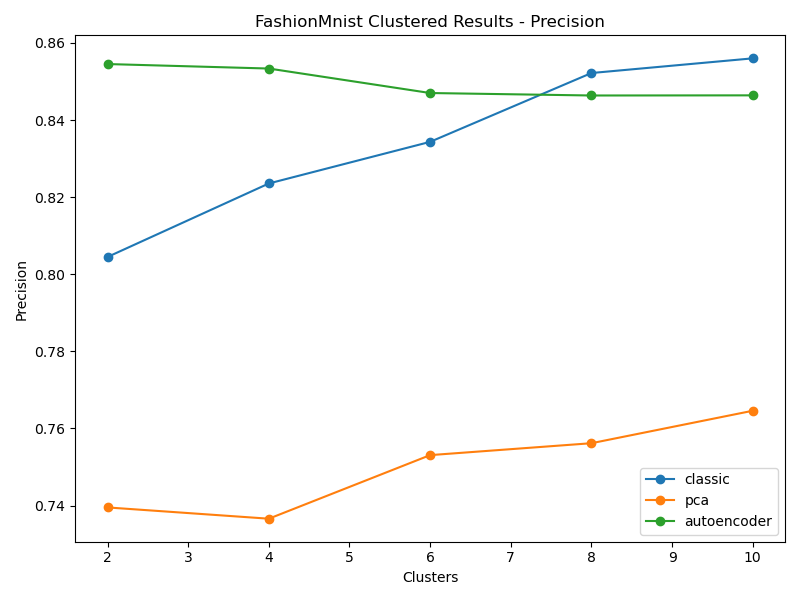 FashionMnist Clustered Results - Precision
0.86
0.84
0.82
0.80
0.78
0.76
0.74
Precision
2 3 4 5 6 7 8 9 10
Clusters
classic
pca
autoencoder